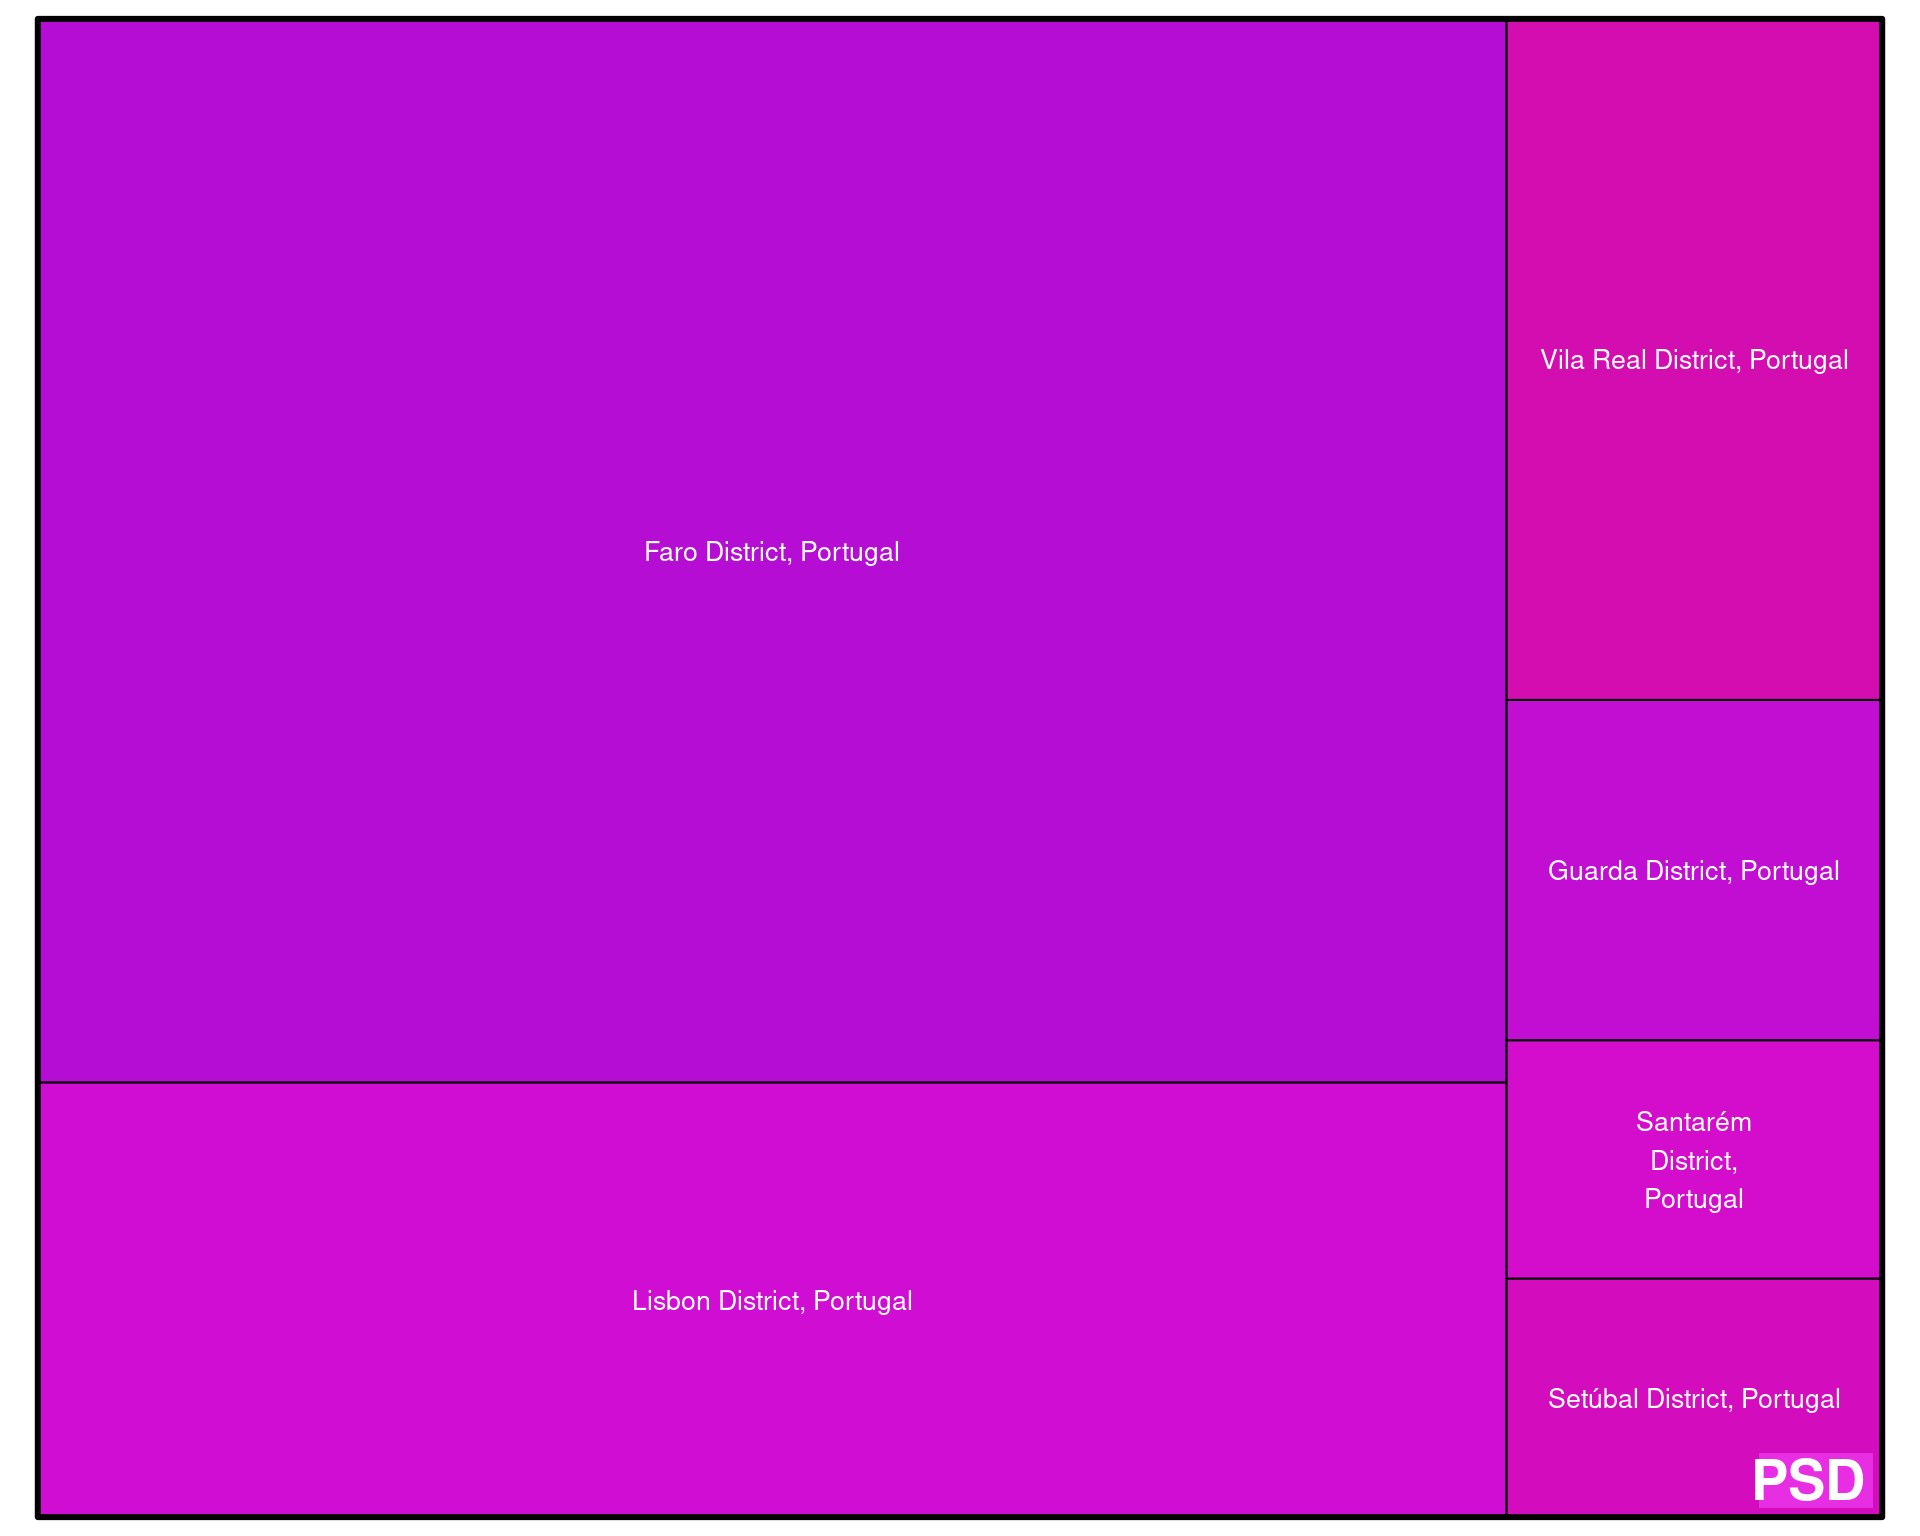 Faro District, Portugal
Lisbon District, Portugal
Vila Real District, Portugal
Guarda District, Portugal
Santarém
District,
Portugal
Setúbal District, Portugal
PSD